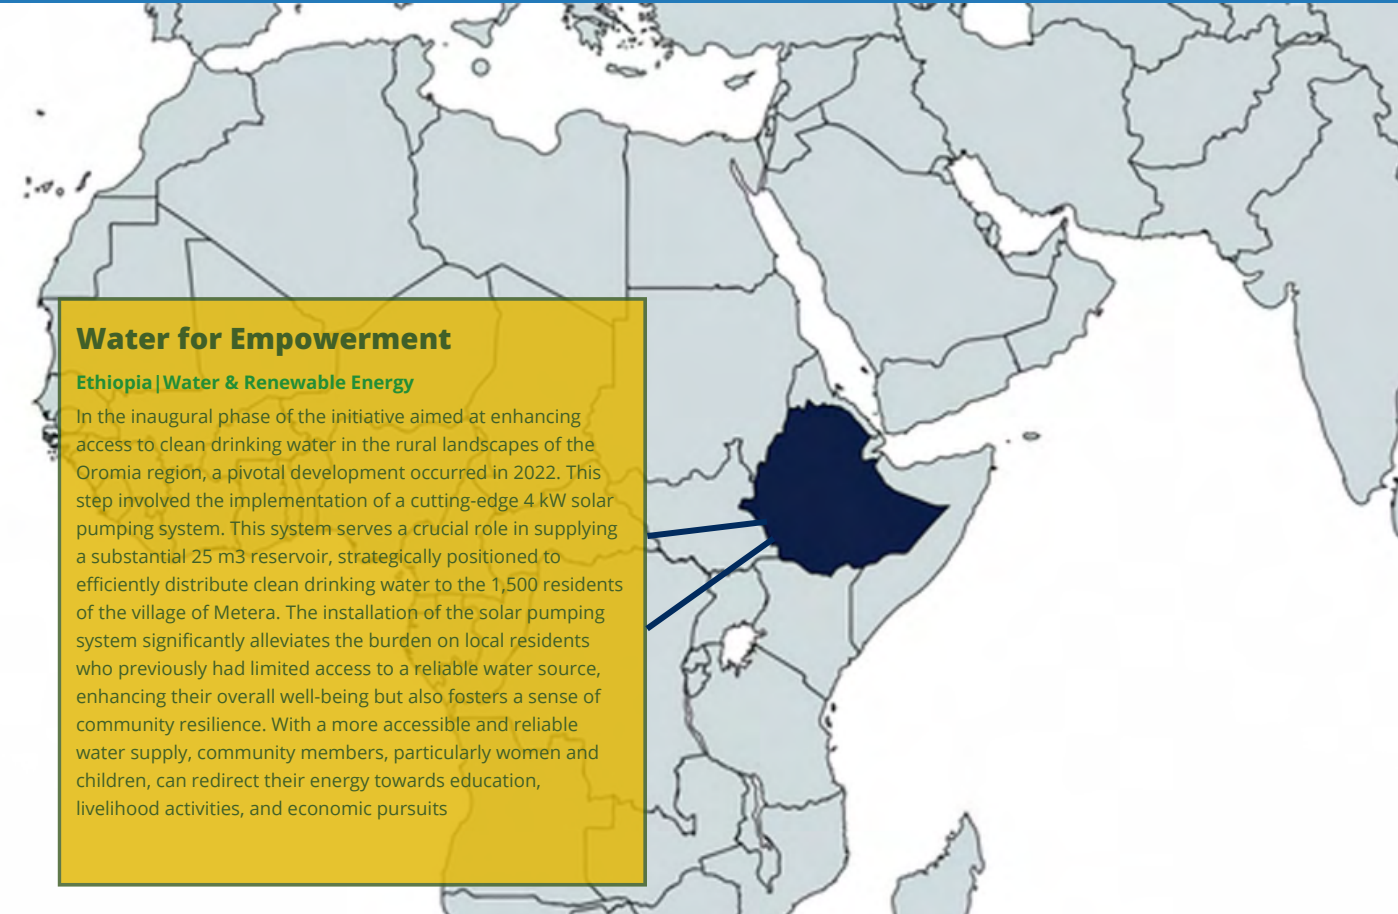 Water for Empowerment
Ethiopia|Water & Renewable Energy
In the inaugural phase of the initiative aimed at enhancing
access to clean drinking water in the rural landscapes of the
Oromia region, a pivotal development occurred in 2022. This
step involved the implementation of a cutting-edge 4 kW solar
pumping system. This system serves a crucial role in supplying
a substantial 25 m3 reservoir, strategically positioned to
efficiently distribute clean drinking water to the 1,500 residents
of the village of Metera. The installation of the solar pumping
system significantly alleviates the burden on local residents
who previously had limited access to a reliable water source,
enhancing their overall well-being but also fosters a sense of
community resilience. With a more accessible and reliable
water supply, community members, particularly women and
children, can redirect their energy towards education,
livelihood activities, and economic pursuits